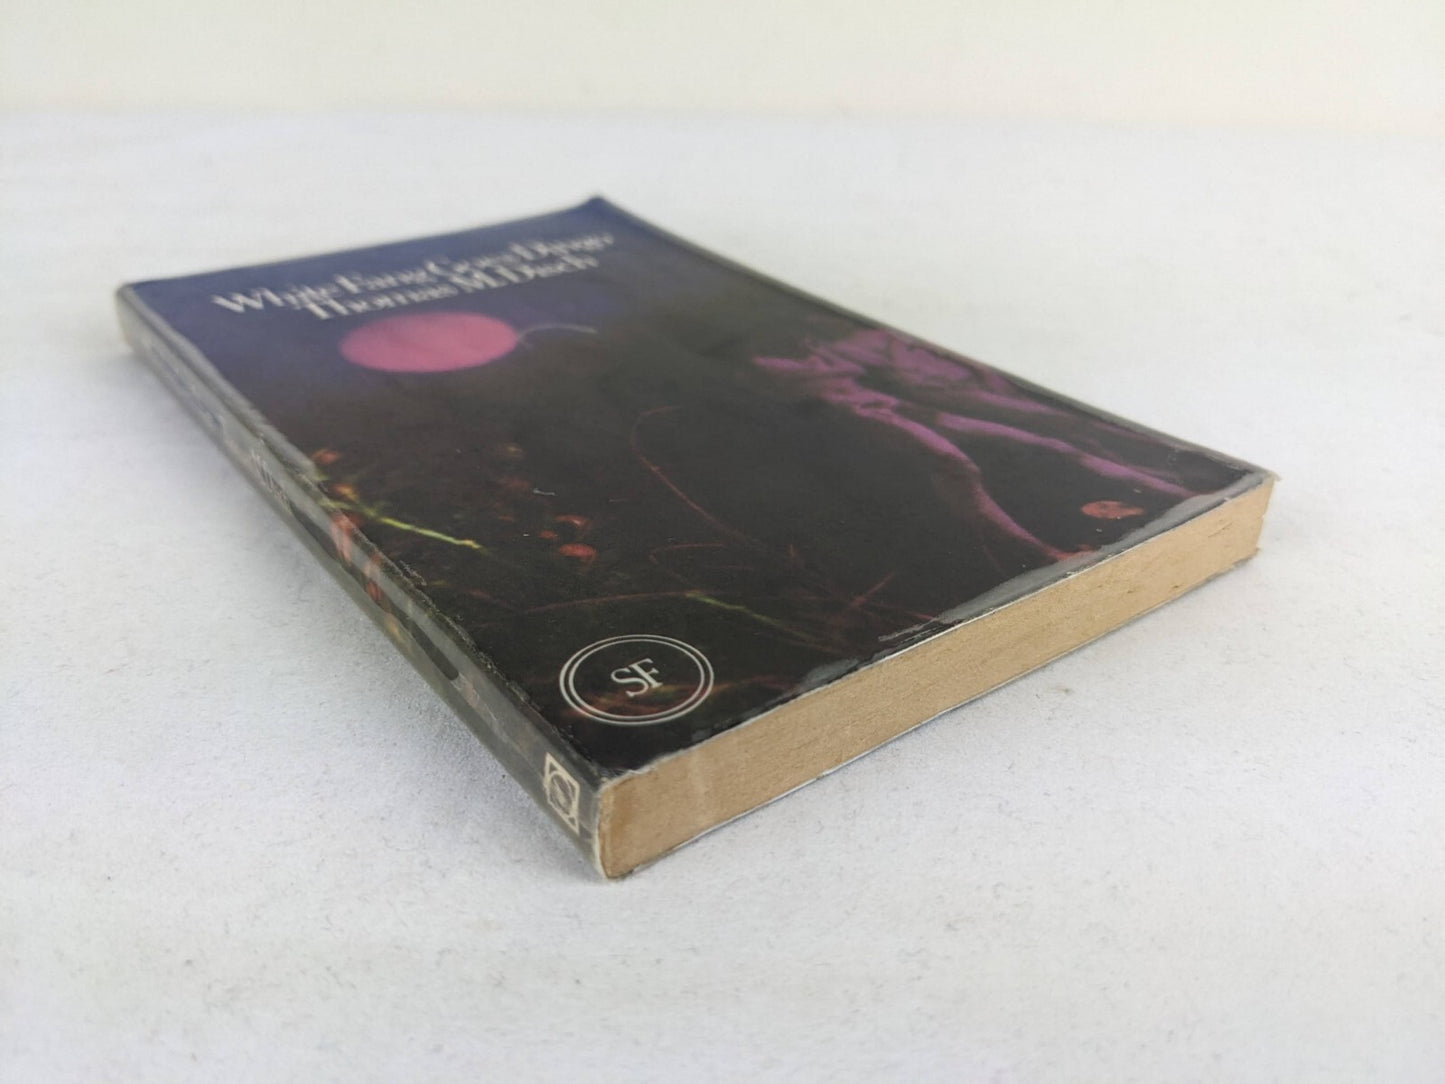 White Fang Goes Dingo
Thomas M. Disch
SF